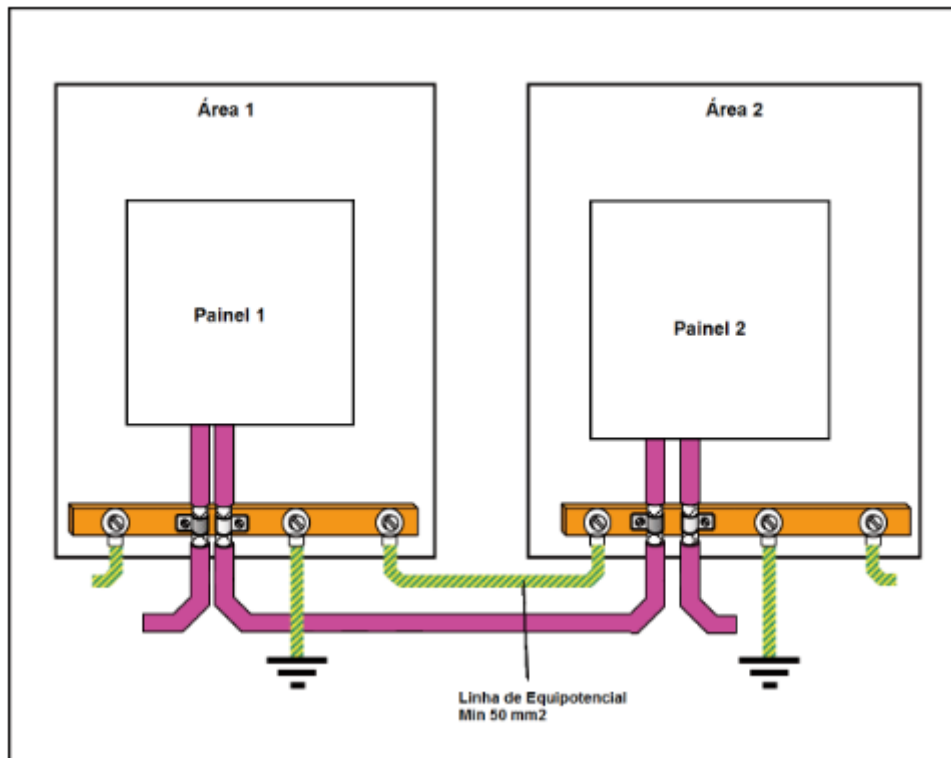 Área 1
Área 2
Painel 1
Painel 2
Linha de Equipotencial
Min 50 mm2